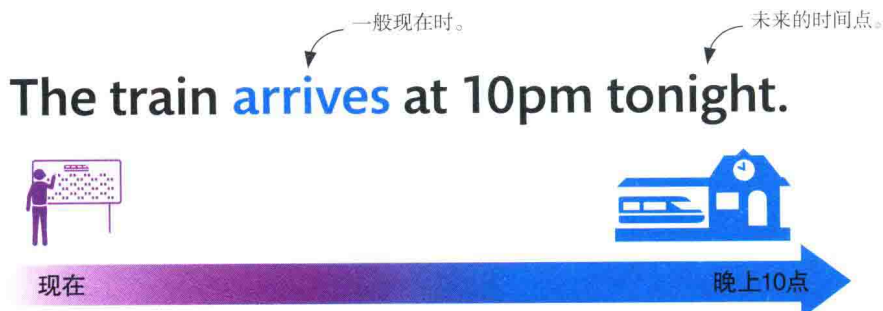 一般现在时。
未来的时间点。
The train arrives at 10pm tonight.
现在
晚上10点